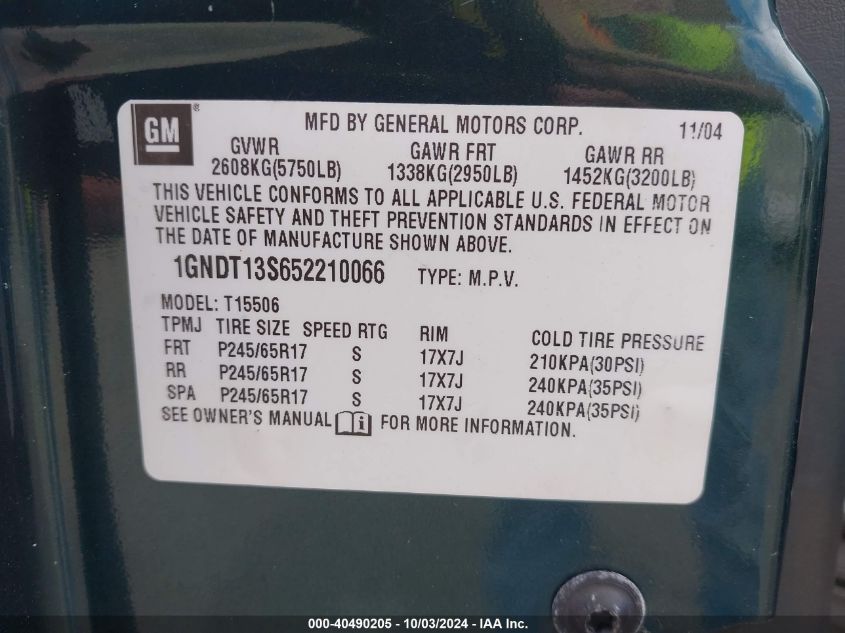 GM ® MFD BY GENERAL MOTORS CORP. 11/04
GVWR GAWR FRT GAWR RR
2608KG(5750LB) 1338KG(2950LB) 1452KG(3200LB)
THIS VEHICLE CONFORMS TO ALL APPLICABLE U.S. FEDERAL MOTOR
VEHICLE SAFETY AND THEFT PREVENTION STANDARDS IN EFFECT ON
THE DATE OF MANUFACTURE SHOWN ABOVE.
1GNDT13S652210066 TYPE: M.P.V.
MODEL: T15506
TPMJ TIRE SIZE SPEED RTG RIM COLD TIRE PRESSURE
FRT P245/65R17 S 17X7J 210KPA(30PSI)
RR P245/65R17 S 17X7J 240KPA(35PSI)
SPA P245/65R17 S 17X7J 240KPA(35PSI)
SEE OWNER'S MANUAL i FOR MORE INFORMATION.
000-40490205 - 10/03/2024 - IAA Inc.